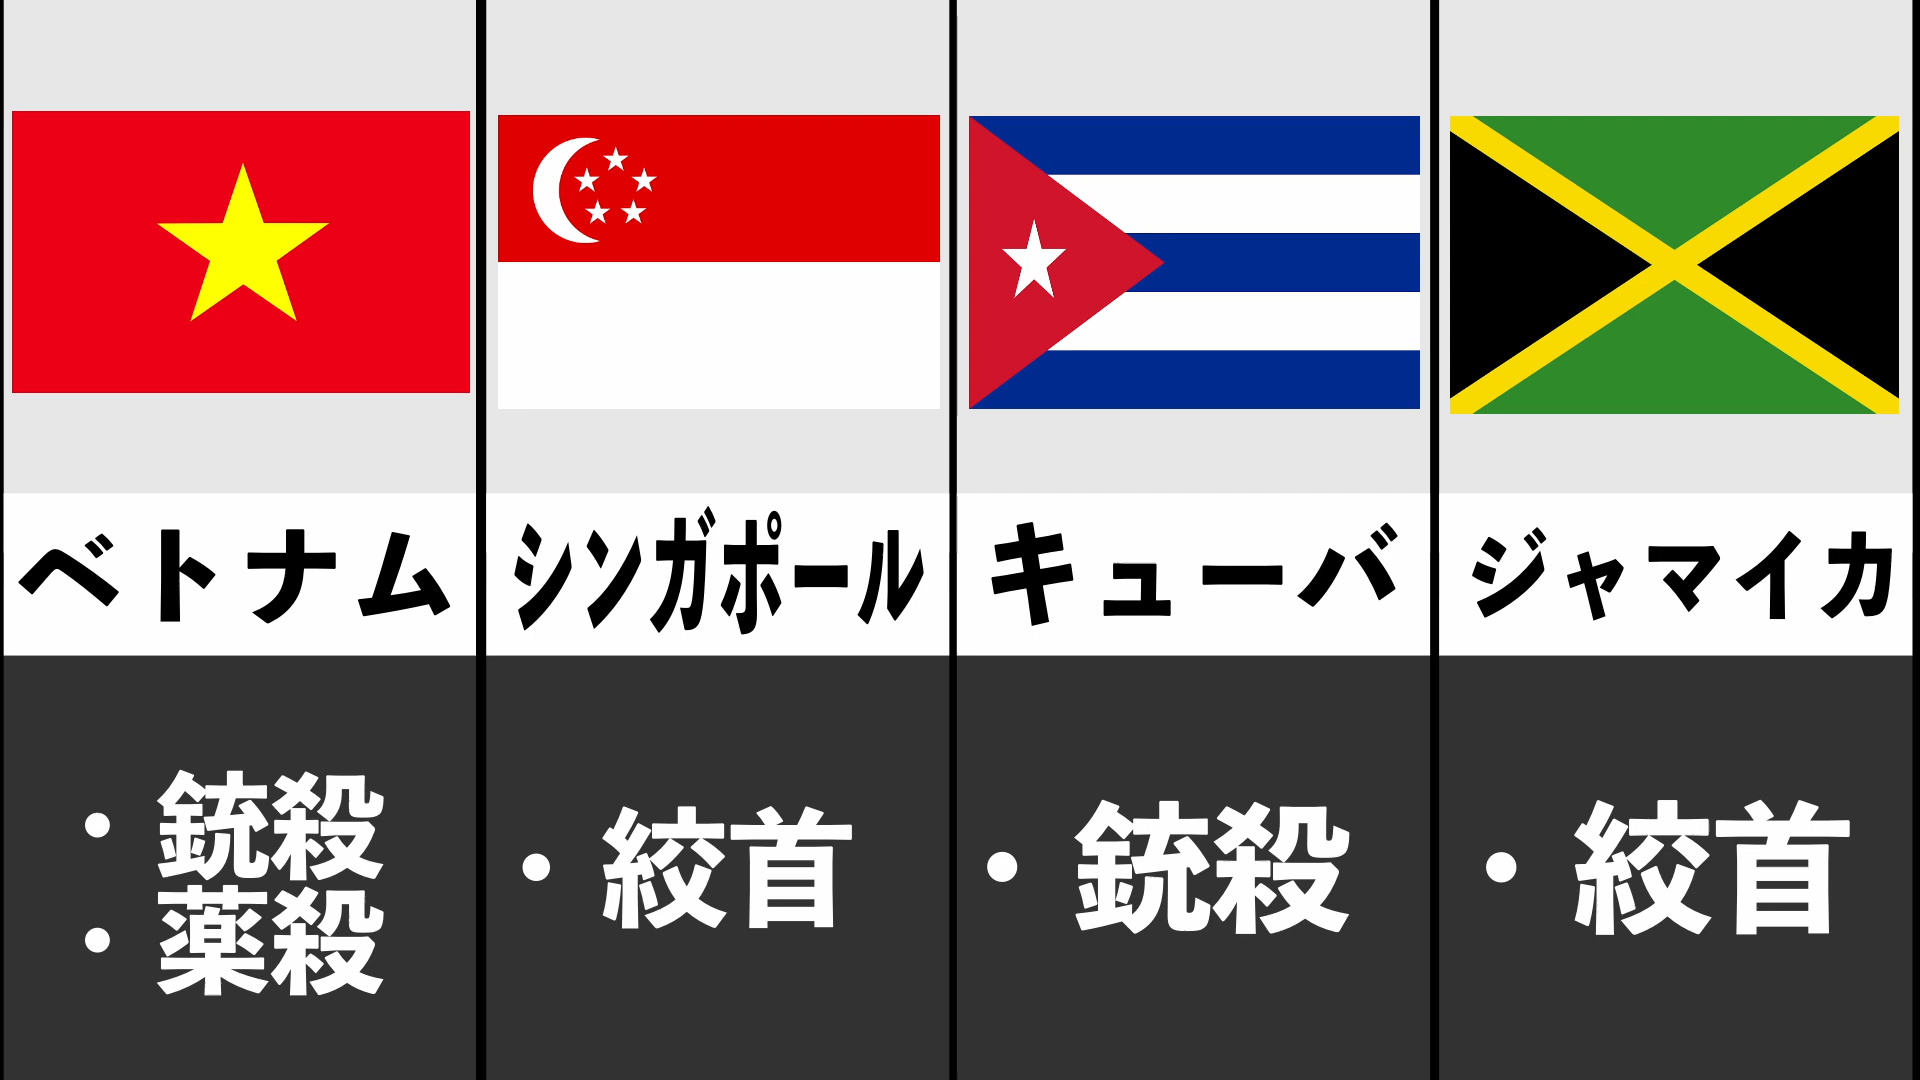 ベトナム
シンガポール
キューバ
ジャマイカ
・銃殺
・薬殺
・絞首
・銃殺
・絞首